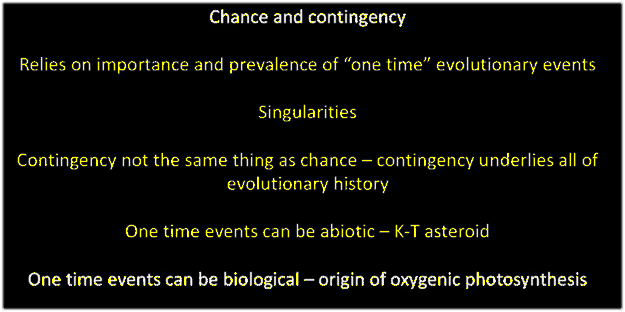 Chance and contingency
Relies on importance and prevalence of “one time” evolutionary events
Singularities
Contingency not the same thing as chance – contingency underlies all of
evolutionary history
One time events can be abiotic – K-T asteroid
One time events can be biological – origin of oxygenic photosynthesis